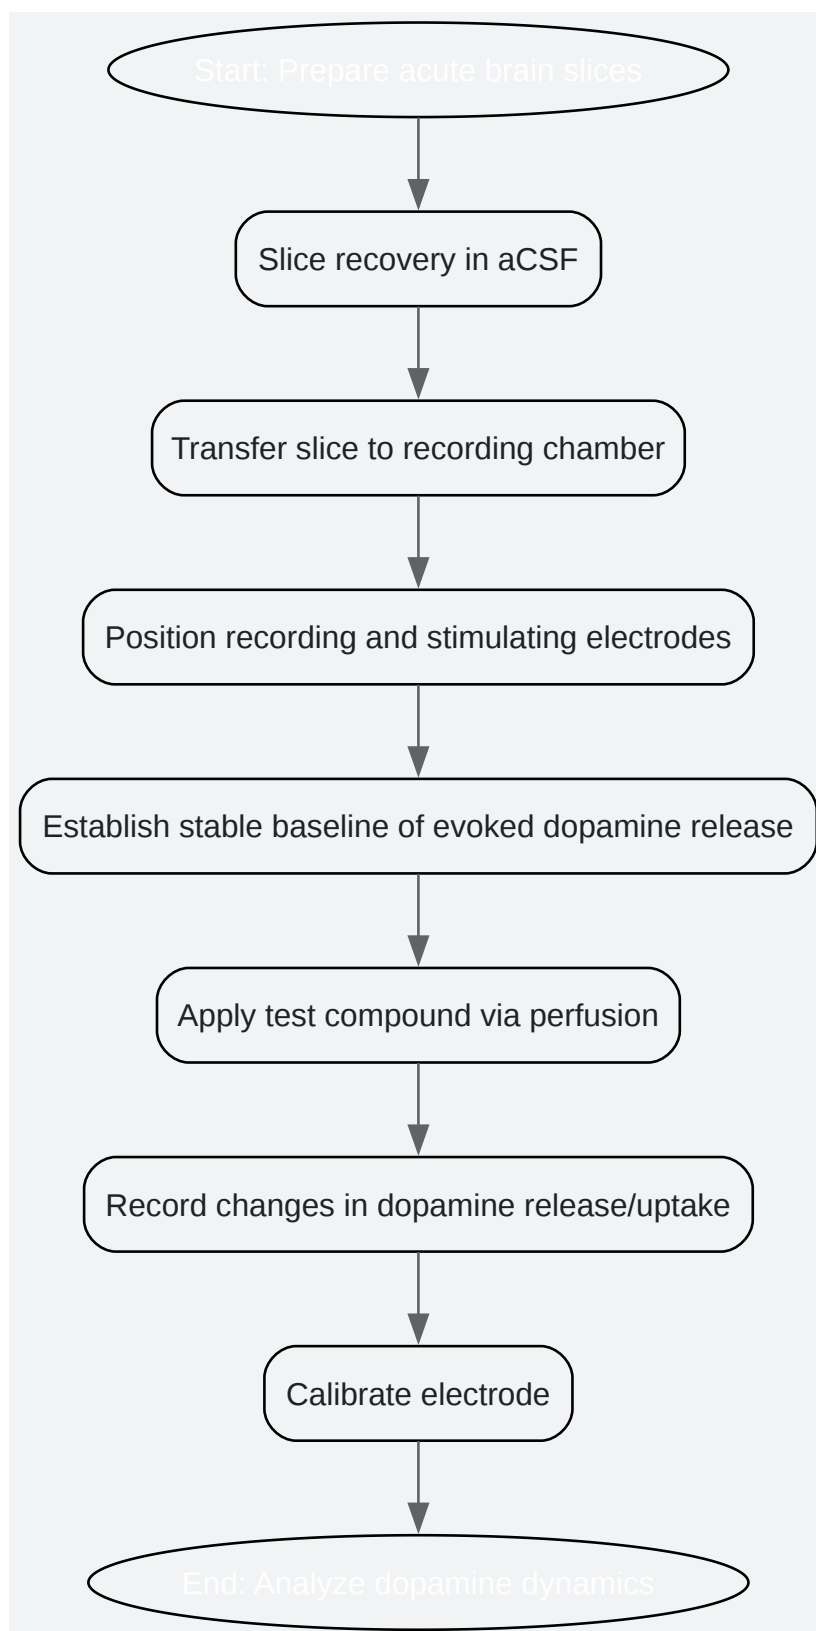 Start: Prepare acute brain slices
Slice recovery in aCSF
Transfer slice to recording chamber
Position recording and stimulating electrodes
Establish stable baseline of evoked dopamine release
Apply test compound via perfusion
Record changes in dopamine release/uptake
Calibrate electrode
End: Analyze dopamine dynamics